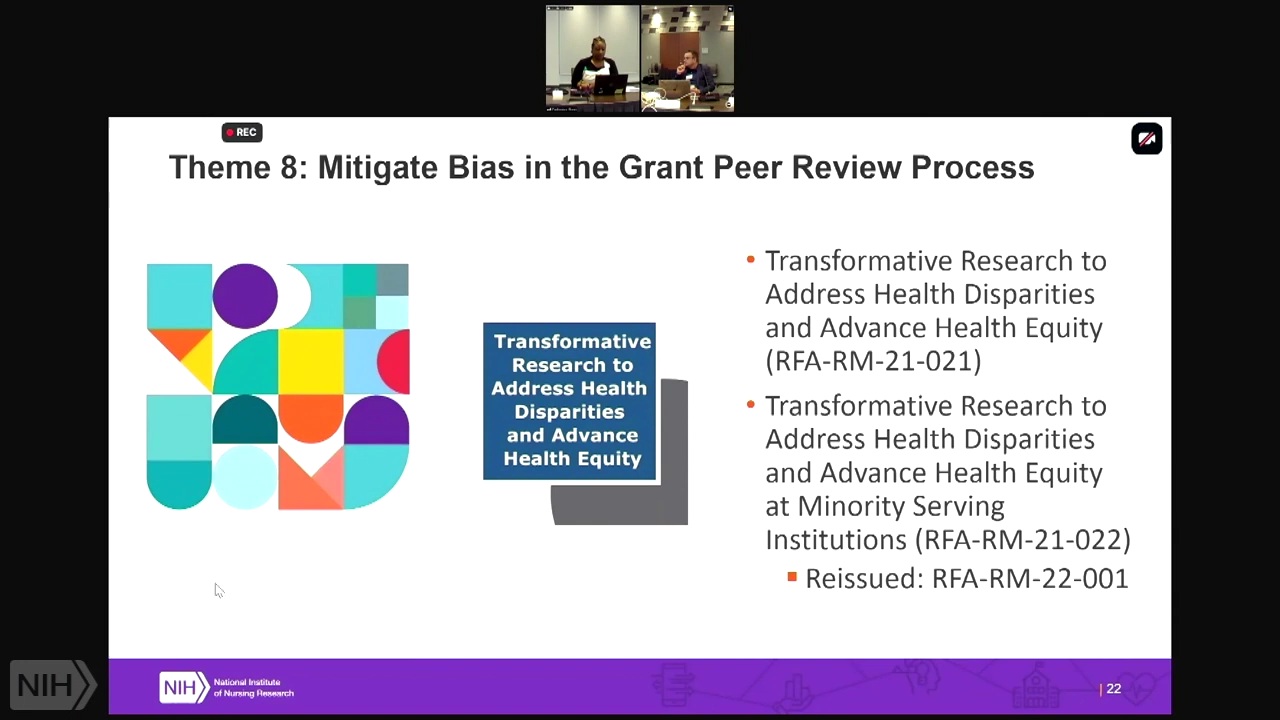 REC
Theme 8: Mitigate Bias in the Grant Peer Review Process
Transformative
Research to
Address Health
Disparities
and Advance
Health Equity
• Transformative Research to
Address Health Disparities
and Advance Health Equity
(RFA-RM-21-021)
• Transformative Research to
Address Health Disparities
and Advance Health Equity
at Minority Serving
Institutions (RFA-RM-21-022)
▪ Reissued: RFA-RM-22-001
NIH
NIH
National Institute
of Nursing Research
| 22